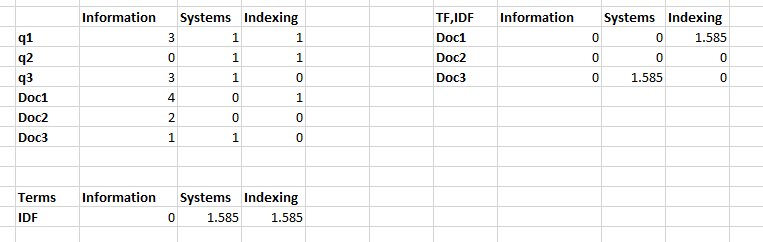 Information Systems Indexing TF,IDF Information Systems Indexing
q1 3 1 1 Doc1 0 0 1.585
q2 0 1 1 Doc2 0 0 0
q3 3 1 0 Doc3 0 1.585 0
Doc1 4 0 1
Doc2 2 0 0
Doc3 1 1 0
Terms Information Systems Indexing
IDF 0 1.585 1.585